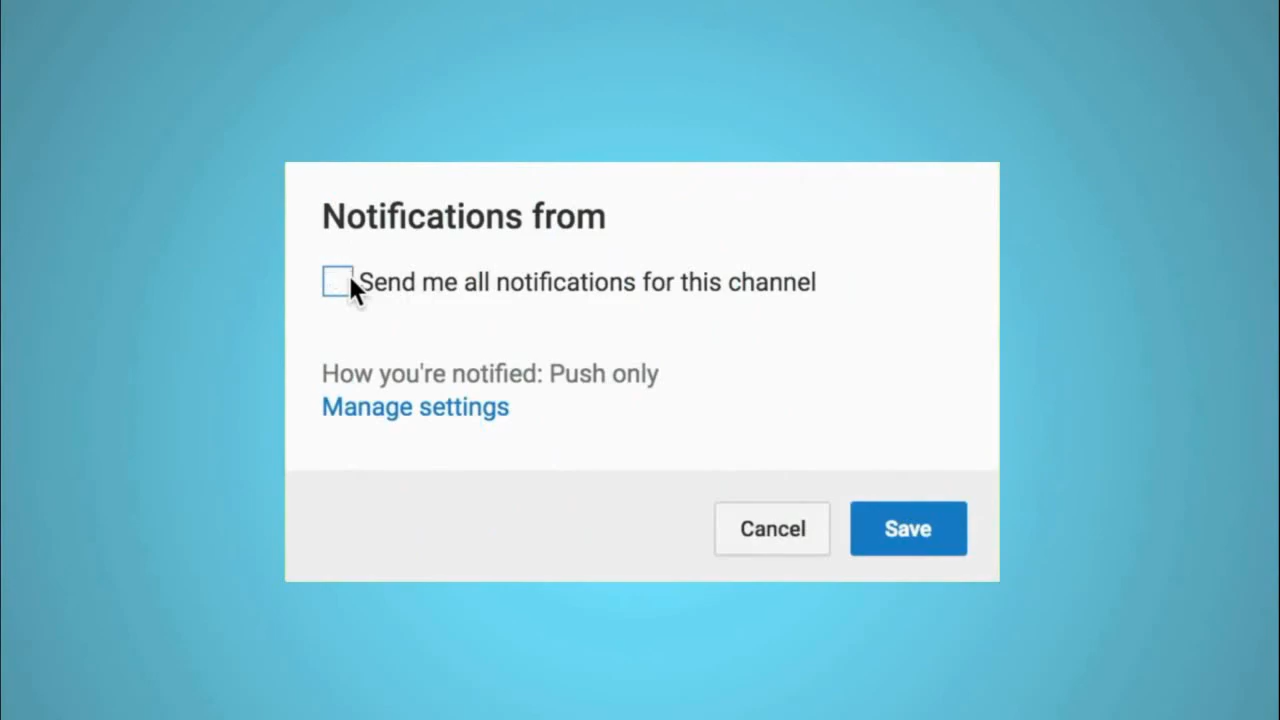 Notifications from
Send me all notifications for this channel
How you're notified: Push only
Manage settings
Cancel Save